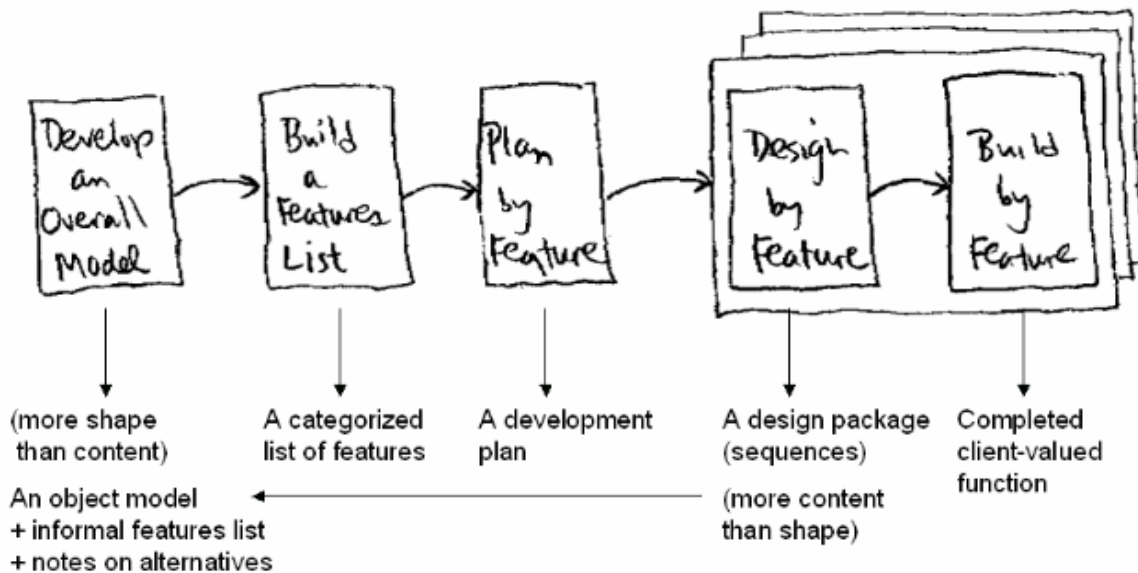 Develop
an
Overall
Model
Build
a
Features
List
Plan
by
Feature
Design
by
Feature
Build
by
Feature
(more shape
than content)
An object model
+ informal features list
+ notes on alternatives
A categorized
list of features
A development
plan
A design package
(sequences)
(more content
than shape)
Completed
client-valued
function